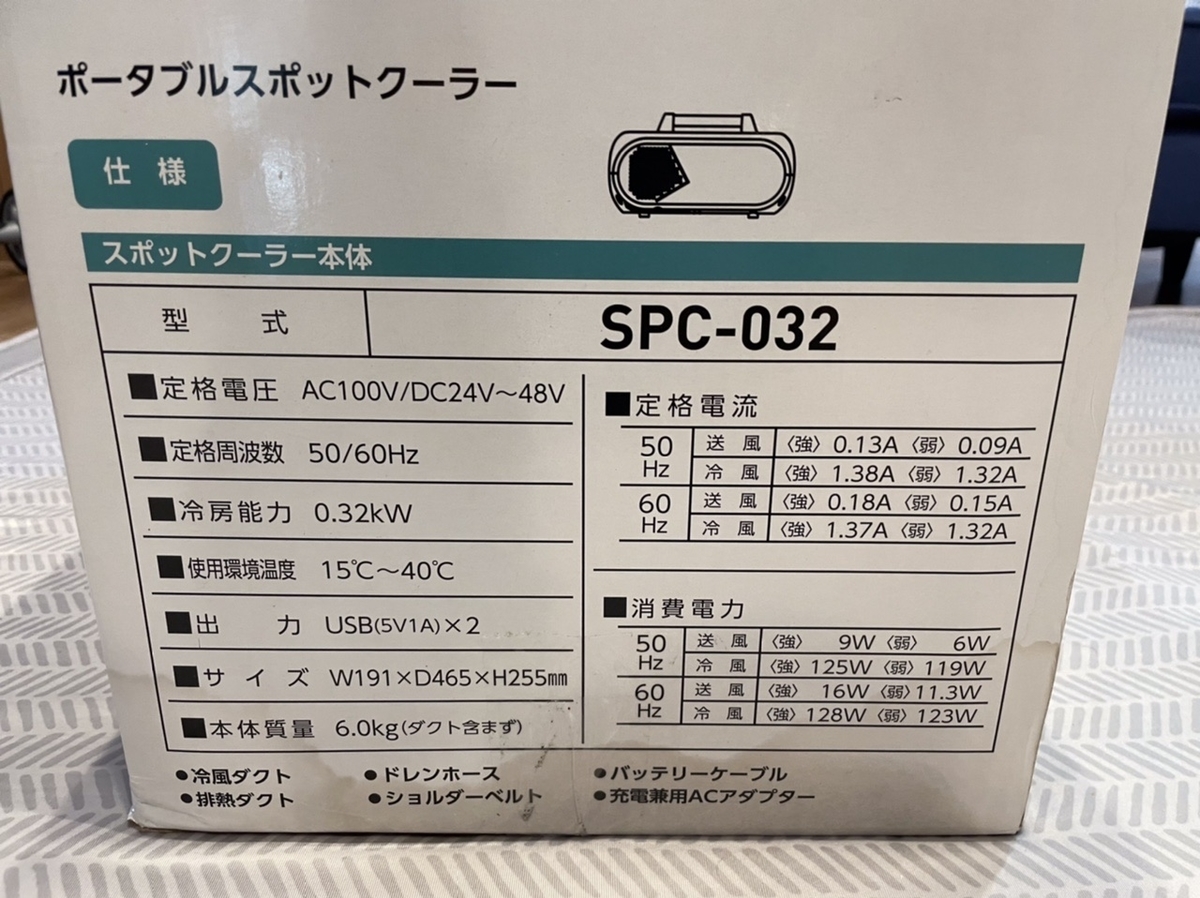 ポータブルスポットクーラー
仕様
スポットクーラー本体
型式 SPC-032
■定格電圧 AC100V/DC24V～48V
■定格周波数 50/60Hz
■冷房能力 0.32kW
■使用環境温度 15℃～40℃
■出力 USB(5V1A)×2
■サイズ W191×D465×H255㎜
■本体質量 6.0kg(ダクト含まず)
■定格電流
50Hz 送風 〈強〉 0.13A 〈弱〉 0.09A
冷風 〈強〉 1.38A 〈弱〉 1.32A
60Hz 送風 〈強〉 0.18A 〈弱〉 0.15A
冷風 〈強〉 1.37A 〈弱〉 1.32A
■消費電力
50Hz 送風 〈強〉 9W 〈弱〉 6W
冷風 〈強〉 125W 〈弱〉 119W
60Hz 送風 〈強〉 16W 〈弱〉 11.3W
冷風 〈強〉 128W 〈弱〉 123W
●冷風ダクト ●ドレンホース ●バッテリーケーブル
●排熱ダクト ●ショルダーベルト ●充電兼用ACアダプター